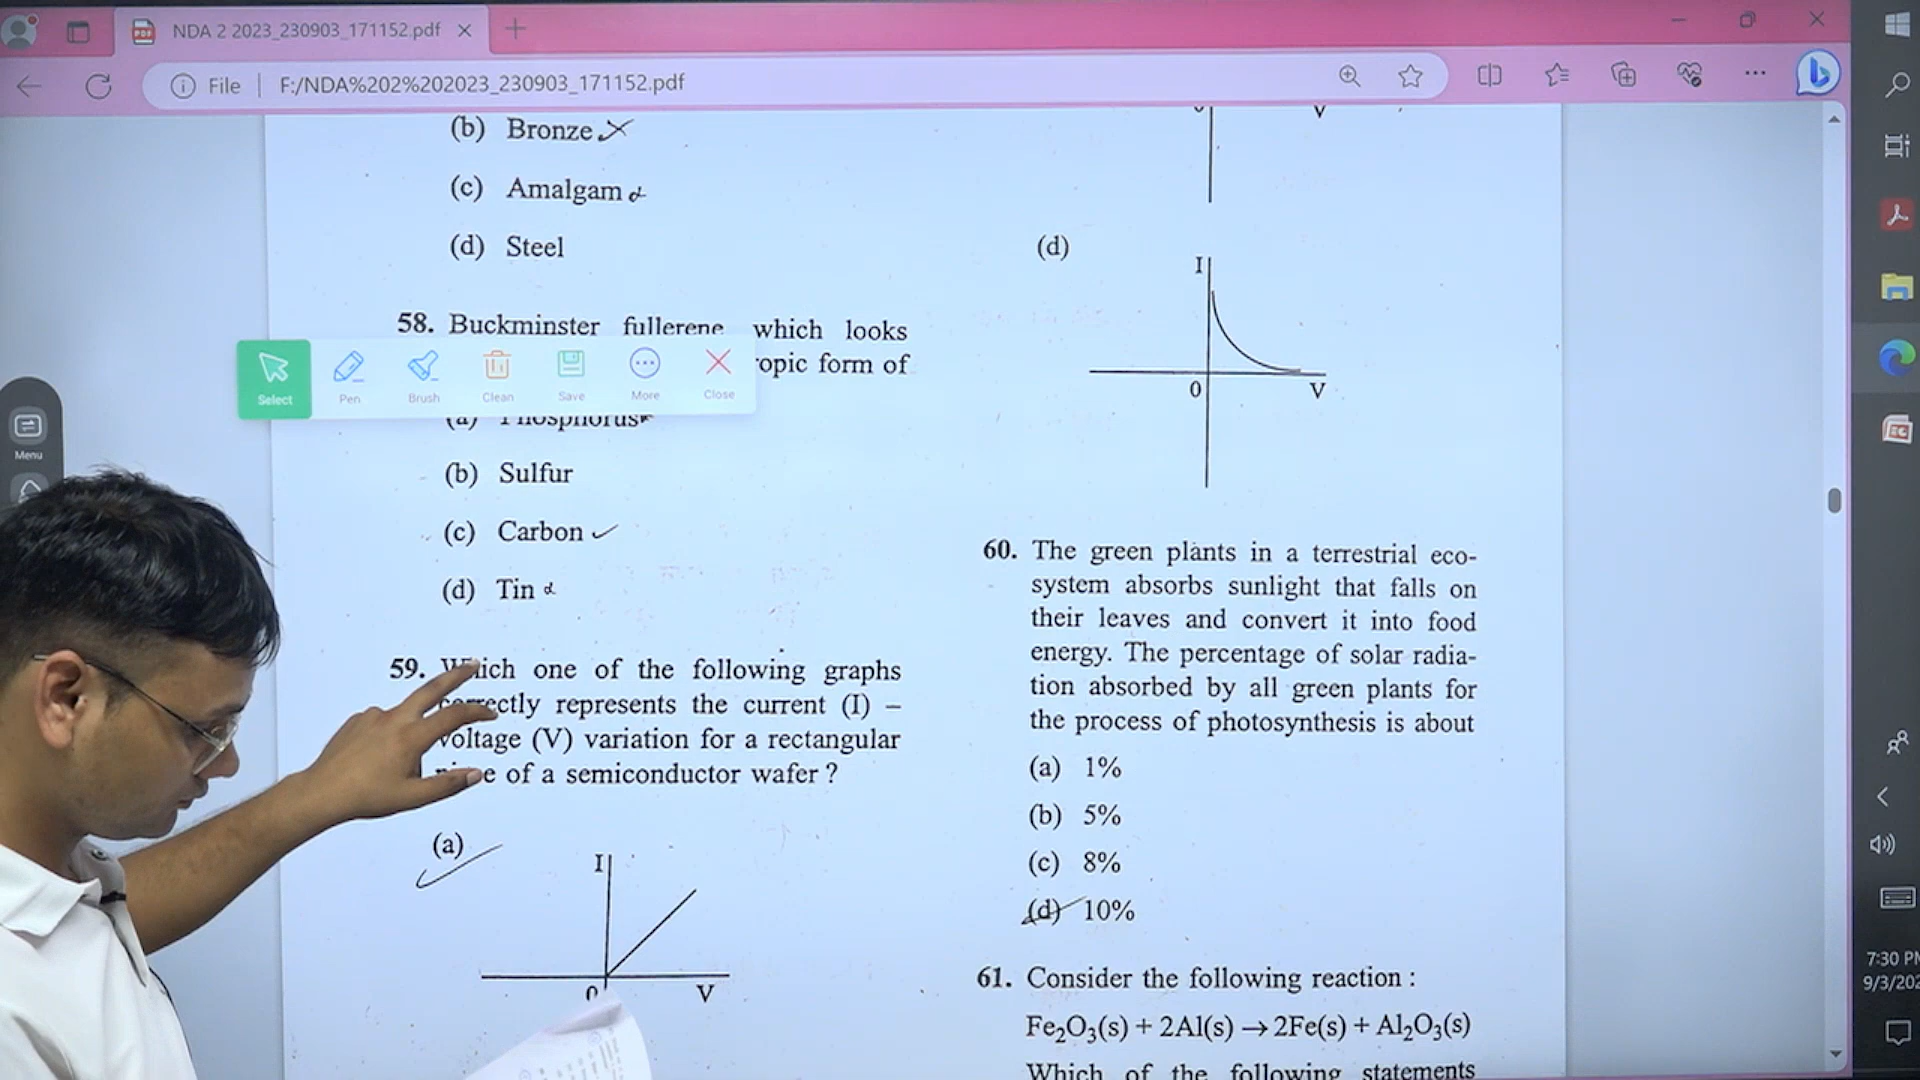 NDA 2 2023_230903_171152.pdf
File
F:/NDA%202%202023_230903_171152.pdf
(b) Bronze
(c) Amalgam
(d) Steel
58. Buckminster fullerene which looks
opic form of
Select
Pen
Brush
Clean
Save
More
Close
Menu
(a) Phosphorus
(b) Sulfur
(c) Carbon
(d) Tin
59. Which one of the following graphs
correctly represents the current (I) –
voltage (V) variation for a rectangular
of a semiconductor wafer ?
(a)
I
0
V
V
(d)
I
0
V
60. The green plants in a terrestrial eco-
system absorbs sunlight that falls on
their leaves and convert it into food
energy. The percentage of solar radia-
tion absorbed by all green plants for
the process of photosynthesis is about
(a) 1%
(b) 5%
(c) 8%
(d) 10%
61. Consider the following reaction :
Fe₂O₃(s) + 2Al(s) → 2Fe(s) + Al₂O₃(s)
Which of the following statements
7:30 PM
9/3/202